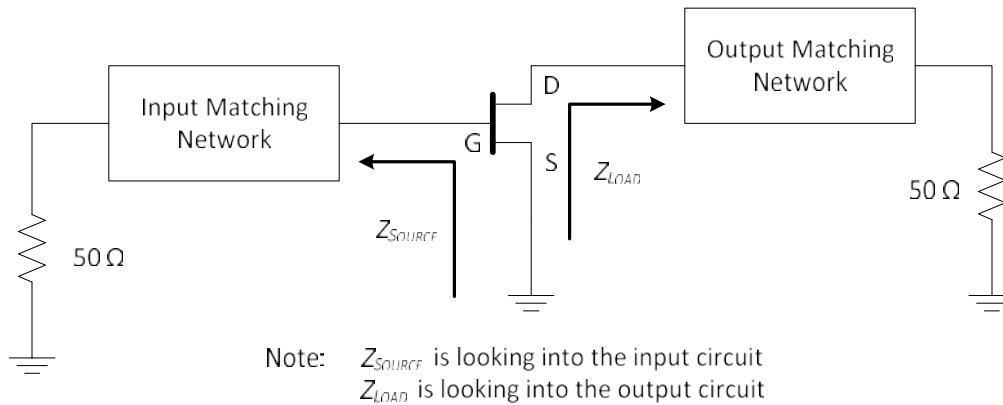 Input Matching
Network
Output Matching
Network
D
G
S
Z_SOURCE
Z_LOAD
50 Ω
50 Ω
Note: Z_SOURCE is looking into the input circuit
Z_LOAD is looking into the output circuit